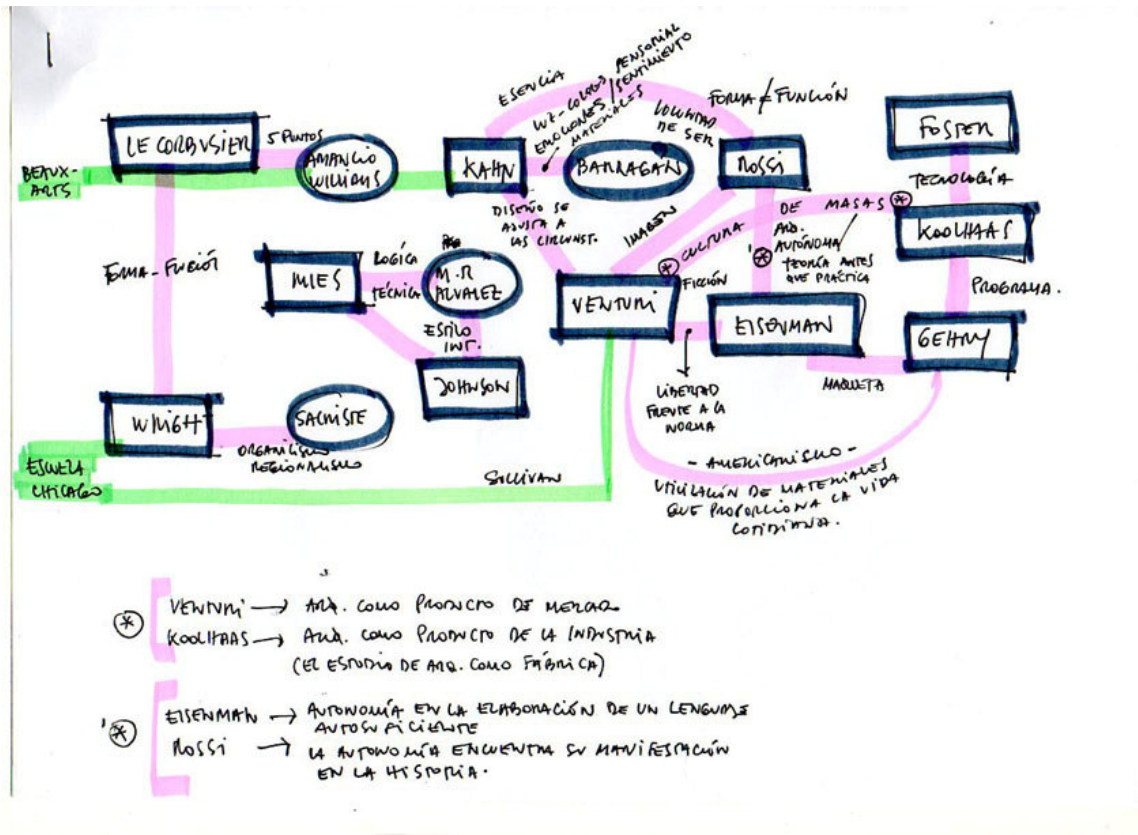 1
LE CORBUSIER
5 PUNTOS
AMANCIO
WILLIAMS
BEAUX-
ARTS
ESENCIA
LUZ-COLOR
EMOCIONES /
MATERIALES
SENSORIAL
SENTIMIENTO
KAHN
BARRAGÁN
VOLUNTAD
DE SER
FORMA ≠ FUNCIÓN
ROSSI
FOSTER
TECNOLOGÍA
KOOLHAAS
PROGRAMA.
GEHRY
FORMA-FUCIÓN
MIES
LÓGICA
TÉCNICA
M.R
ALVAREZ
ESTILO
INT.
JOHNSON
DISEÑO SE
AJUSTA A
LAS CIRCUNST.
IMAGEN
* CULTURA
DE MASAS *
'* ARQ.
AUTÓNOMA
TEORÍA ANTES
QUE PRÁCTICA
VENTURI
FICCIÓN
EISENMAN
MAQUETA
LIBERTAD
FRENTE A LA
NORMA
WRIGHT
SACRISTE
ORGANICISMO
REGIONALISMO
ESCUELA
CHICAGO
SULLIVAN
- AMERICANISMO -
UTILIZACIÓN DE MATERIALES
QUE PROPORCIONA LA VIDA
COTIDIANA.
* VENTURI → ARQ. COMO PRODUCTO DE MERCADO
KOOLHAAS → ARQ. COMO PRODUCTO DE LA INDUSTRIA
(EL ESTUDIO DE ARQ. COMO FÁBRICA)
'* EISENMAN → AUTONOMÍA EN LA ELABORACIÓN DE UN LENGUAJE
AUTOSUFICIENTE
ROSSI → LA AUTONOMÍA ENCUENTRA SU MANIFESTACIÓN
EN LA HISTORIA.